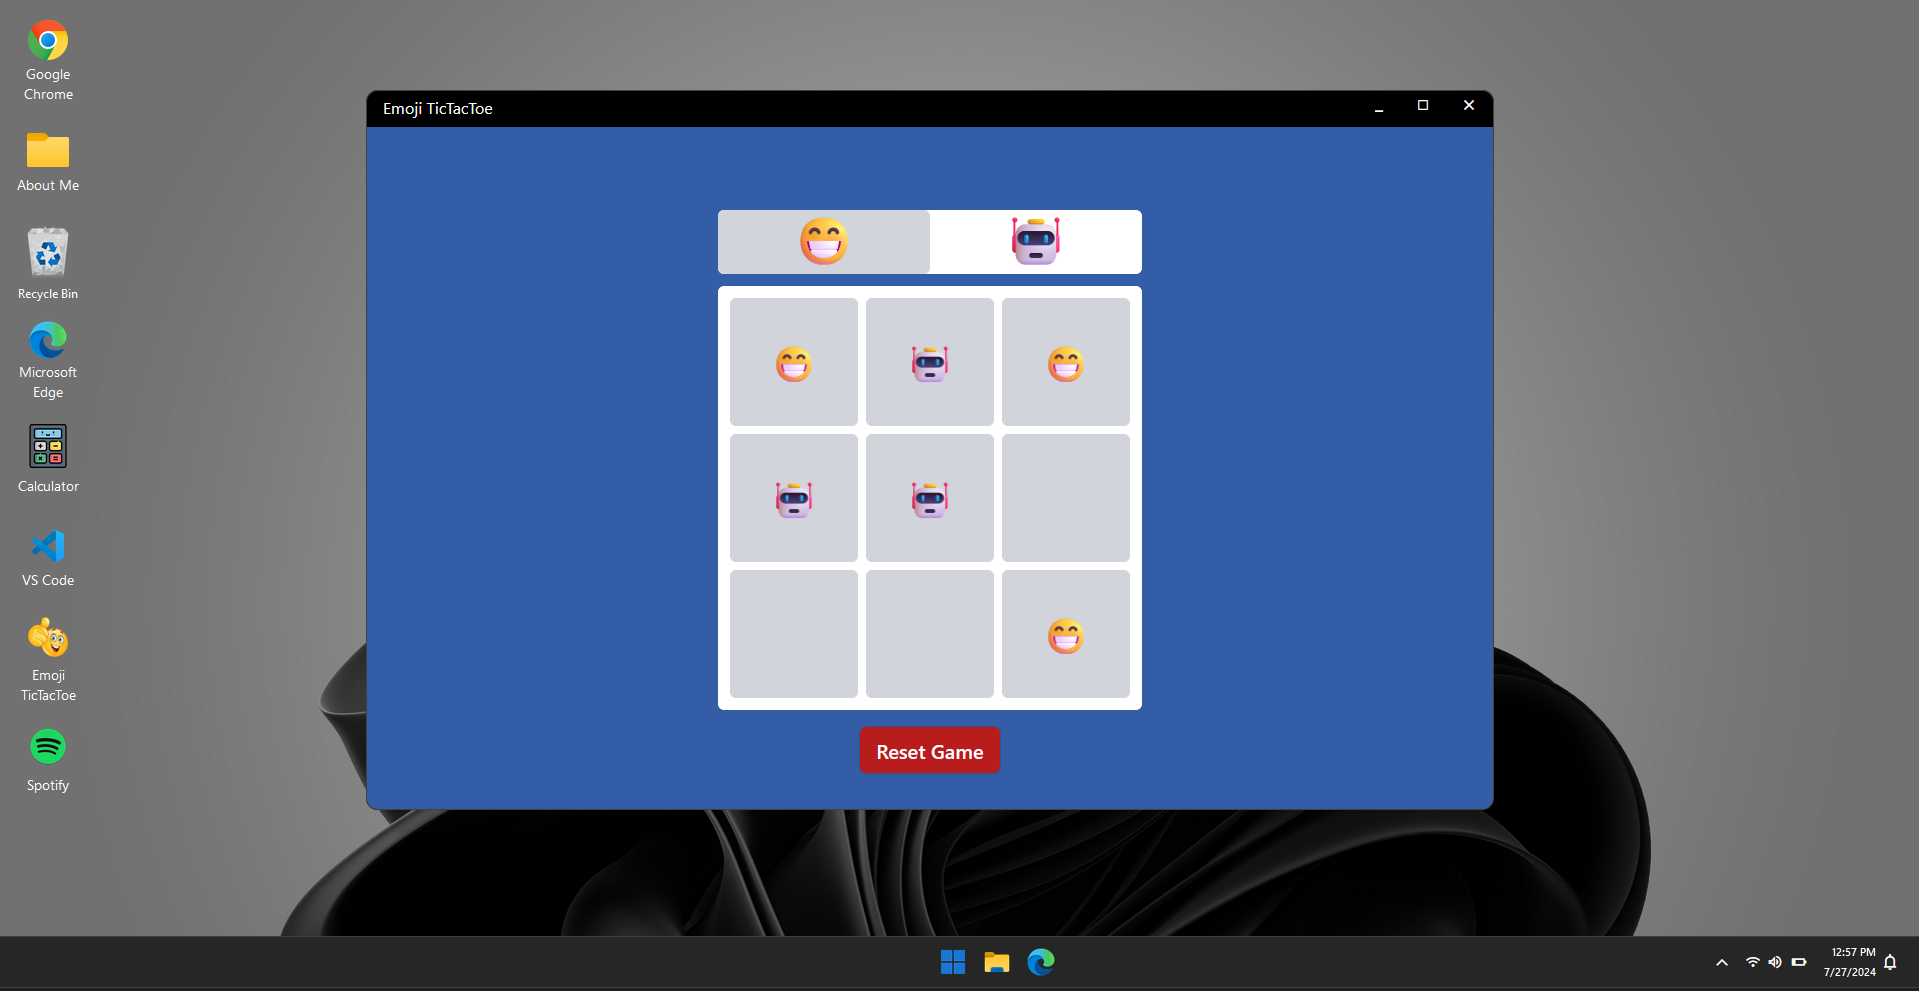 Google
Chrome
About Me
Recycle Bin
Microsoft
Edge
Calculator
VS Code
Emoji
TicTacToe
Spotify
Emoji TicTacToe
Reset Game
12:57 PM
7/27/2024